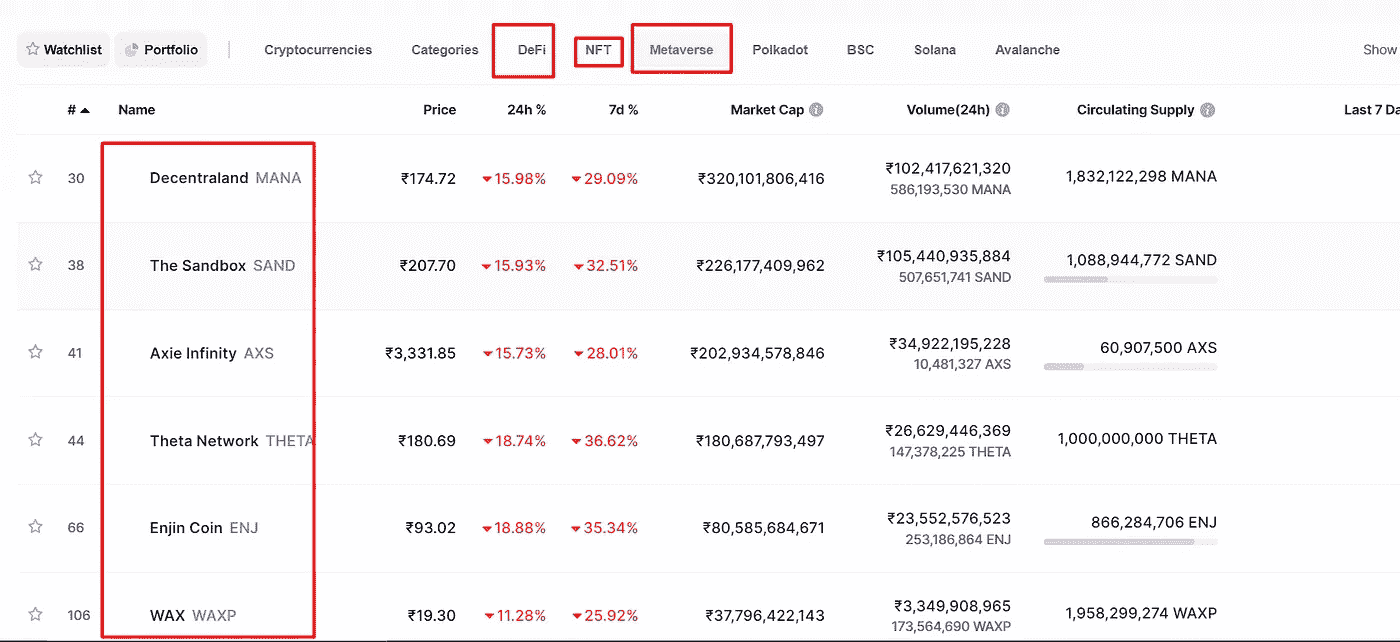 Watchlist Portfolio Cryptocurrencies Categories DeFi NFT Metaverse Polkadot BSC Solana Avalanche Show
# Name Price 24h % 7d % Market Cap Volume(24h) Circulating Supply Last 7 Da
30 Decentraland MANA ₹174.72 15.98% 29.09% ₹320,101,806,416 ₹102,417,621,320 1,832,122,298 MANA
586,193,530 MANA
38 The Sandbox SAND ₹207.70 15.93% 32.51% ₹226,177,409,962 ₹105,440,935,884 1,088,944,772 SAND
507,651,741 SAND
41 Axie Infinity AXS ₹3,331.85 15.73% 28.01% ₹202,934,578,846 ₹34,922,195,228 60,907,500 AXS
10,481,327 AXS
44 Theta Network THETA ₹180.69 18.74% 36.62% ₹180,687,793,497 ₹26,629,446,369 1,000,000,000 THETA
147,378,225 THETA
66 Enjin Coin ENJ ₹93.02 18.88% 35.34% ₹80,585,684,671 ₹23,552,576,523 866,284,706 ENJ
253,186,864 ENJ
106 WAX WAXP ₹19.30 11.28% 25.92% ₹37,796,422,143 ₹3,349,908,965 1,958,299,274 WAXP
173,564,690 WAXP